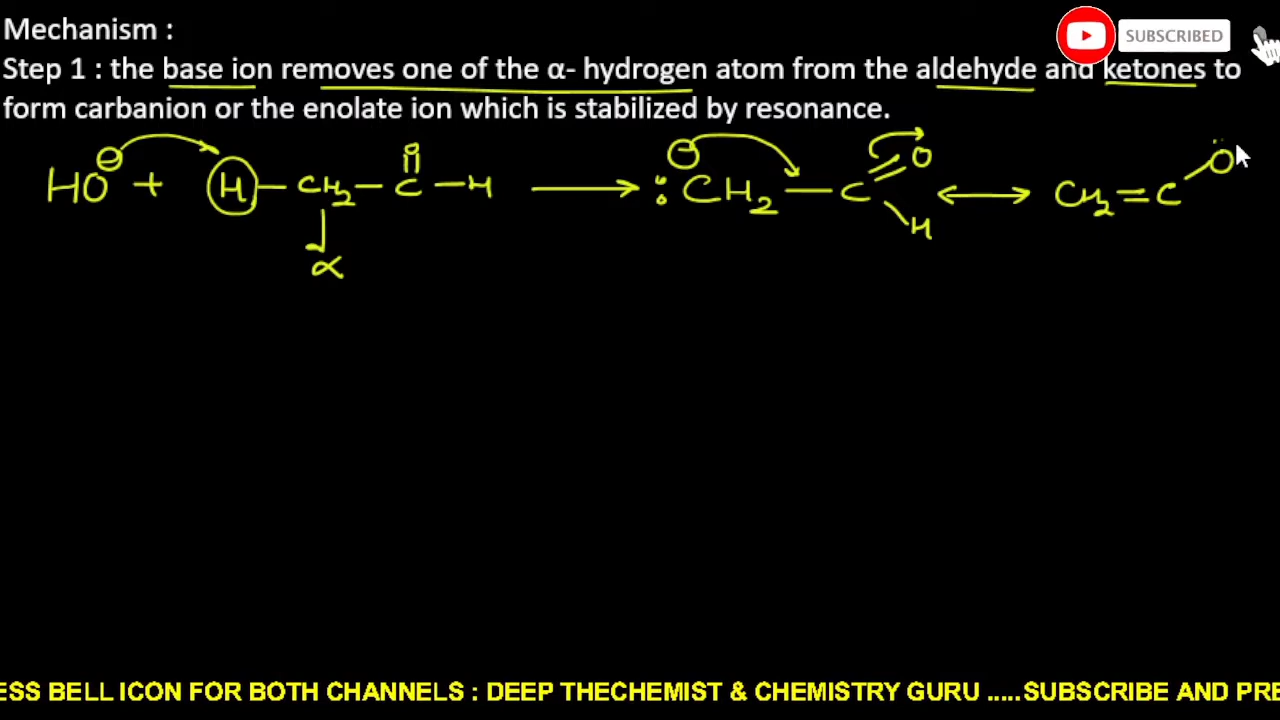 Mechanism :
SUBSCRIBED
Step 1 : the base ion removes one of the α- hydrogen atom from the aldehyde and ketones to
form carbanion or the enolate ion which is stabilized by resonance.
HO⊖ + H — CH₂ — C — H ⟶ :CH₂ — C ⟷ CH₂ = C
O ⊖ O O
H
α
ESS BELL ICON FOR BOTH CHANNELS : DEEP THECHEMIST & CHEMISTRY GURU .....SUBSCRIBE AND PRE